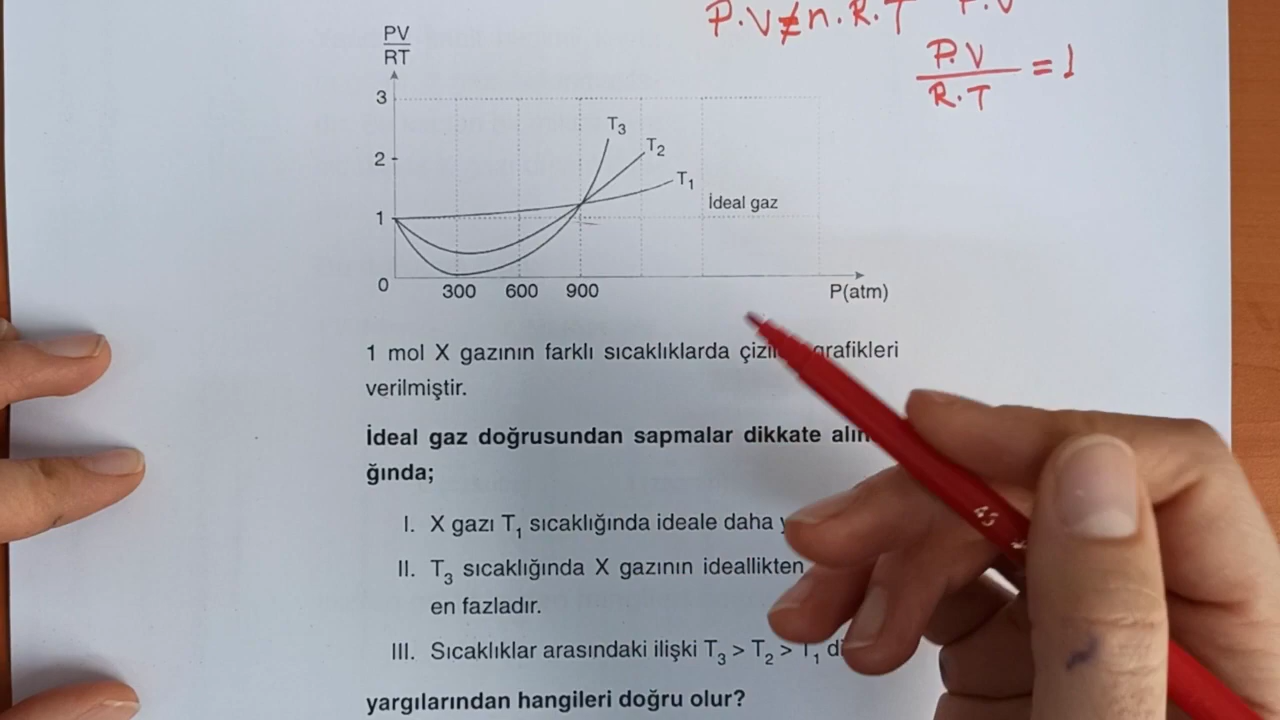 P.V≠n.R.T P.V
P.V
R.T = 1
PV
RT
3
2
1
0
T3
T2
T1
İdeal gaz
300 600 900 P(atm)
1 mol X gazının farklı sıcaklıklarda grafikleri
verilmiştir.
İdeal gaz doğrusundan sapmalar dikkate
ğında;
I. X gazı T1 sıcaklığında ideale daha
II. T3 sıcaklığında X gazının ideallikten
en fazladır.
III. Sıcaklıklar arasındaki ilişki T3 > T2 > T1
yargılarından hangileri doğru olur?
45